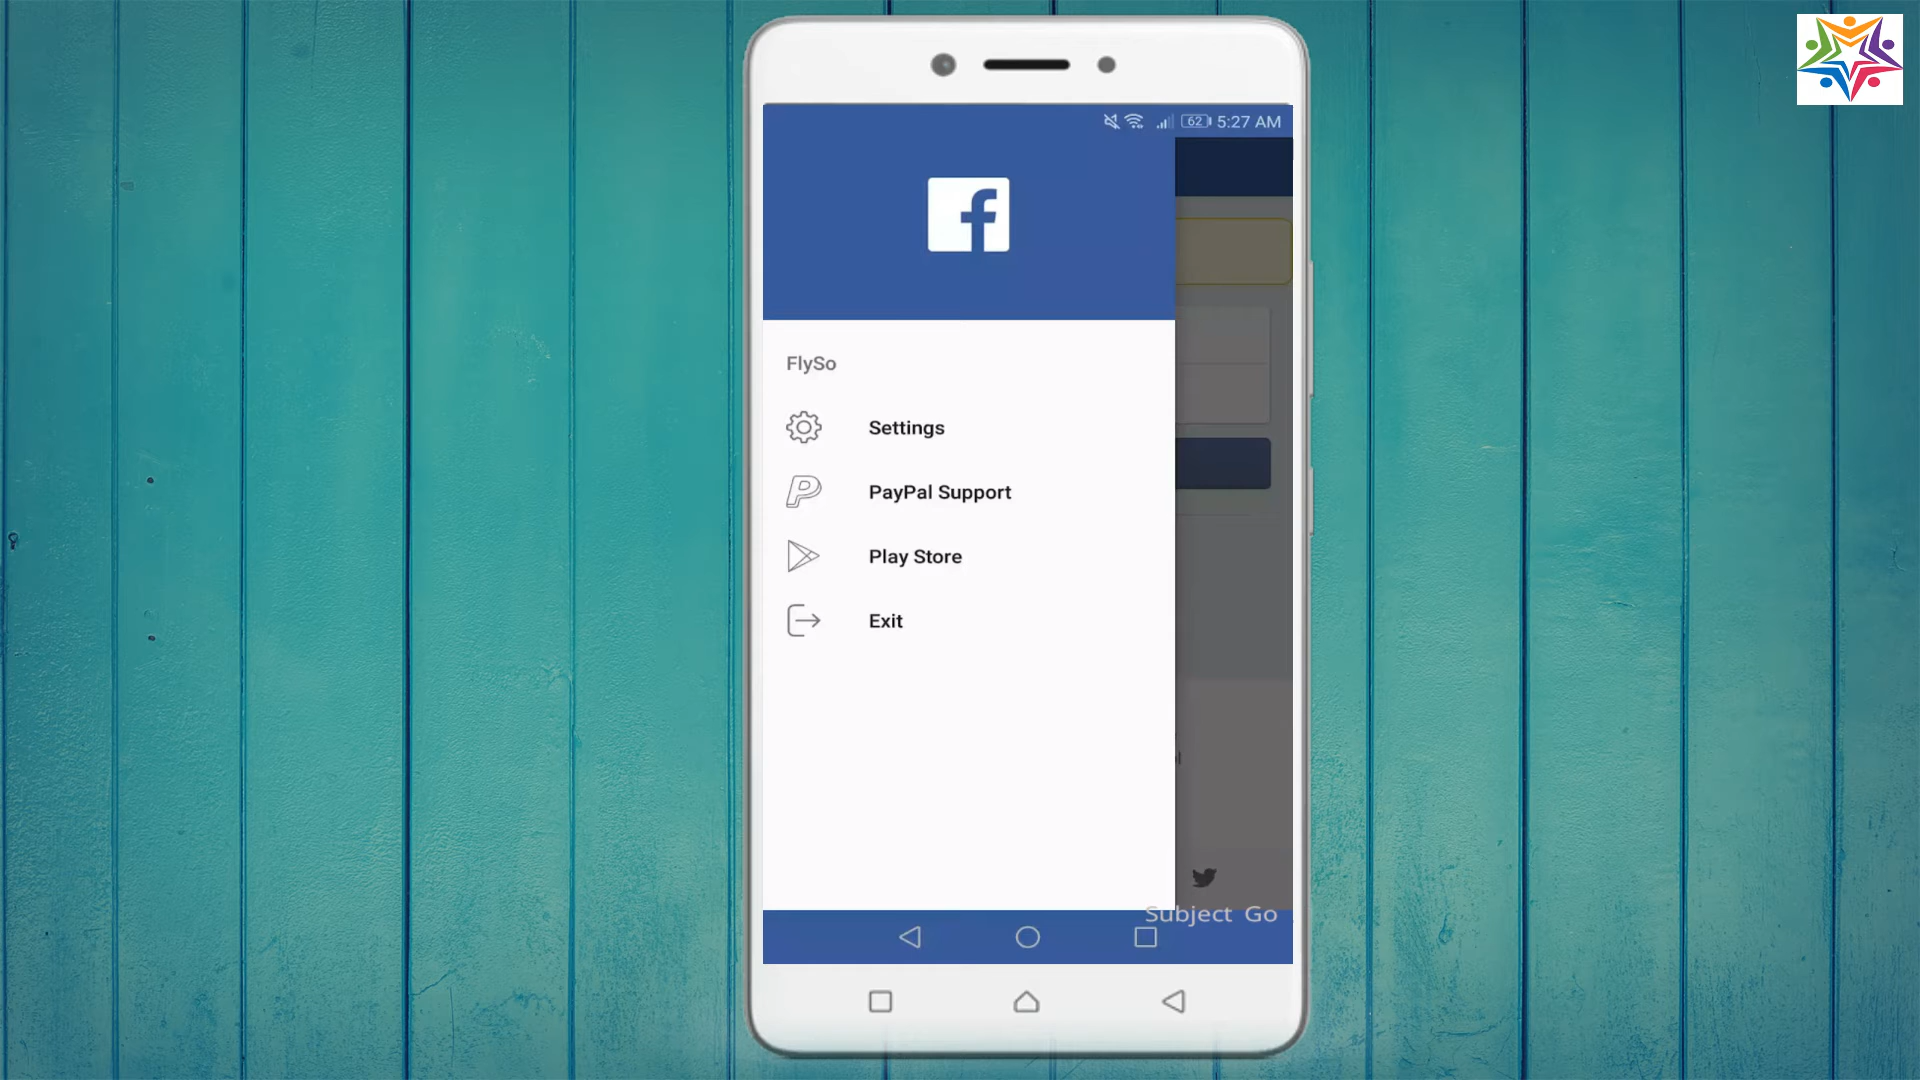 62 5:27 AM
f
FlySo
Settings
PayPal Support
Play Store
Exit
Subject Go